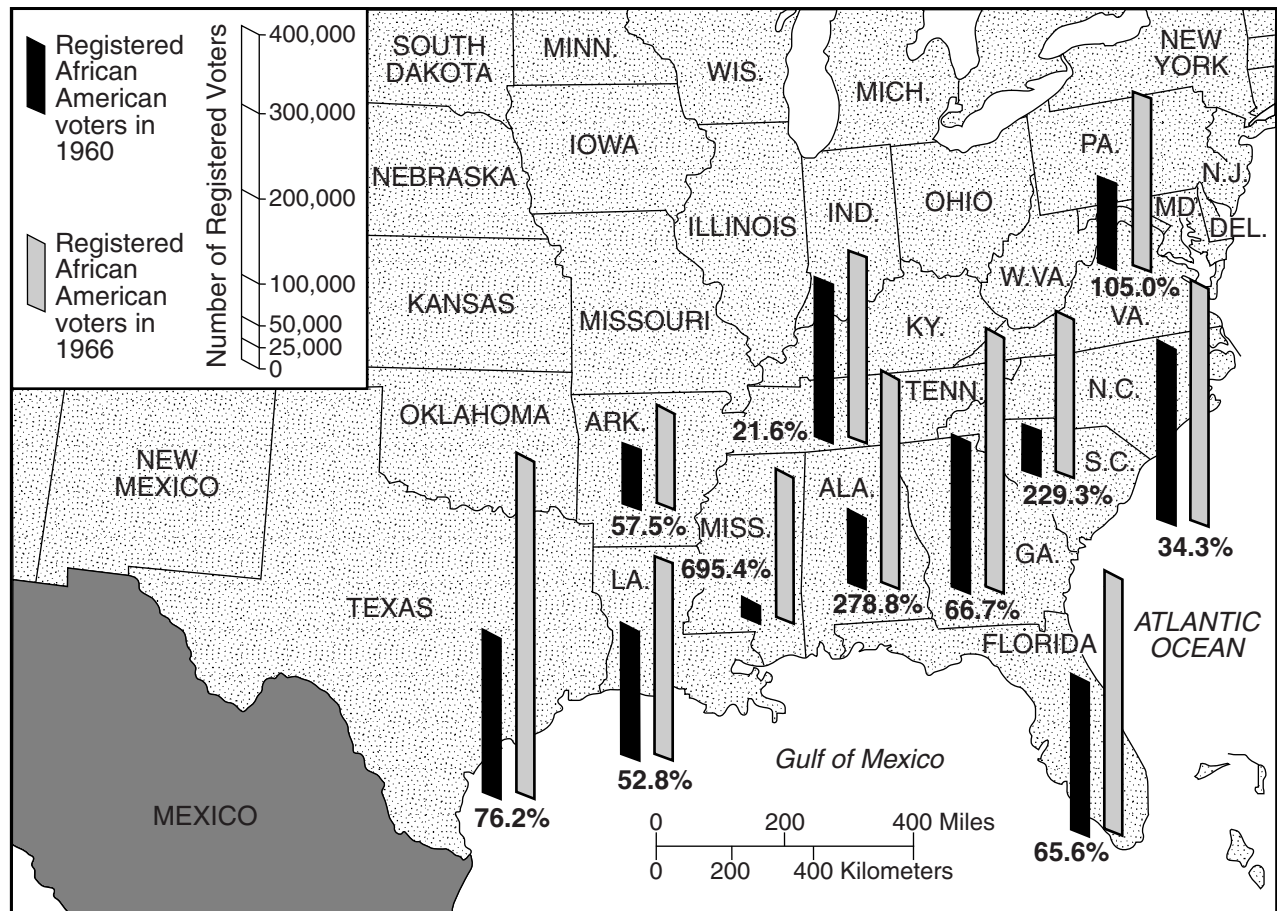 Registered
African
American
voters in
1960
Registered
African
American
voters in
1966
Number of Registered Voters
400,000
300,000
200,000
100,000
50,000
25,000
0
SOUTH
DAKOTA
MINN.
WIS.
MICH.
NEW
YORK
IOWA
NEBRASKA
PA.
N.J.
ILLINOIS
IND.
OHIO
MD.
DEL.
W.VA.
105.0%
VA.
KANSAS
MISSOURI
KY.
OKLAHOMA
ARK.
TENN.
N.C.
21.6%
NEW
MEXICO
57.5%
MISS.
ALA.
S.C.
229.3%
34.3%
695.4%
LA.
GA.
278.8%
66.7%
TEXAS
FLORIDA
ATLANTIC
OCEAN
Gulf of Mexico
52.8%
76.2%
MEXICO
65.6%
0 200 400 Miles
0 200 400 Kilometers